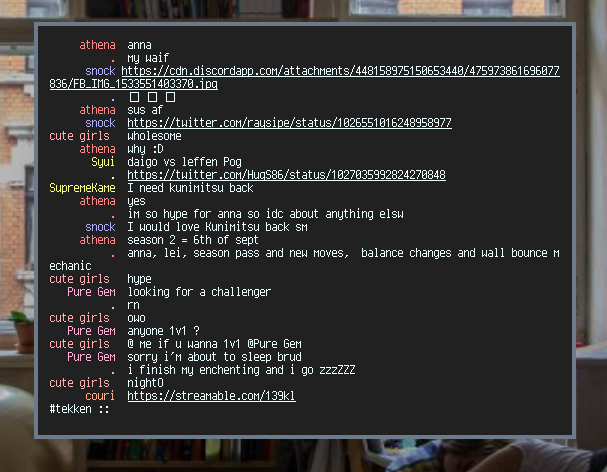 athena anna
. my waif
snock https://cdn.discordapp.com/attachments/448158975150653440/475973861696077
836/FB_IMG_1533551403370.jpg
. □ □ □
athena sus af
snock https://twitter.com/raysipe/status/1026551016248958977
cute girls wholesome
athena why :D
Syui daigo vs leffen Pog
. https://twitter.com/HugS86/status/1027035992824270848
SupremeKame I need kunimitsu back
athena yes
. im so hype for anna so idc about anything elsw
snock I would love Kunimitsu back sm
athena season 2 = 6th of sept
. anna, lei, season pass and new moves, balance changes and wall bounce m
echanic
cute girls hype
Pure Gem looking for a challenger
. rn
cute girls owo
Pure Gem anyone 1v1 ?
cute girls @ me if u wanna 1v1 @Pure Gem
Pure Gem sorry i'm about to sleep brud
. i finish my enchenting and i go zzzZZZ
cute girls nightO
couri https://streamable.com/139kl
#tekken ::